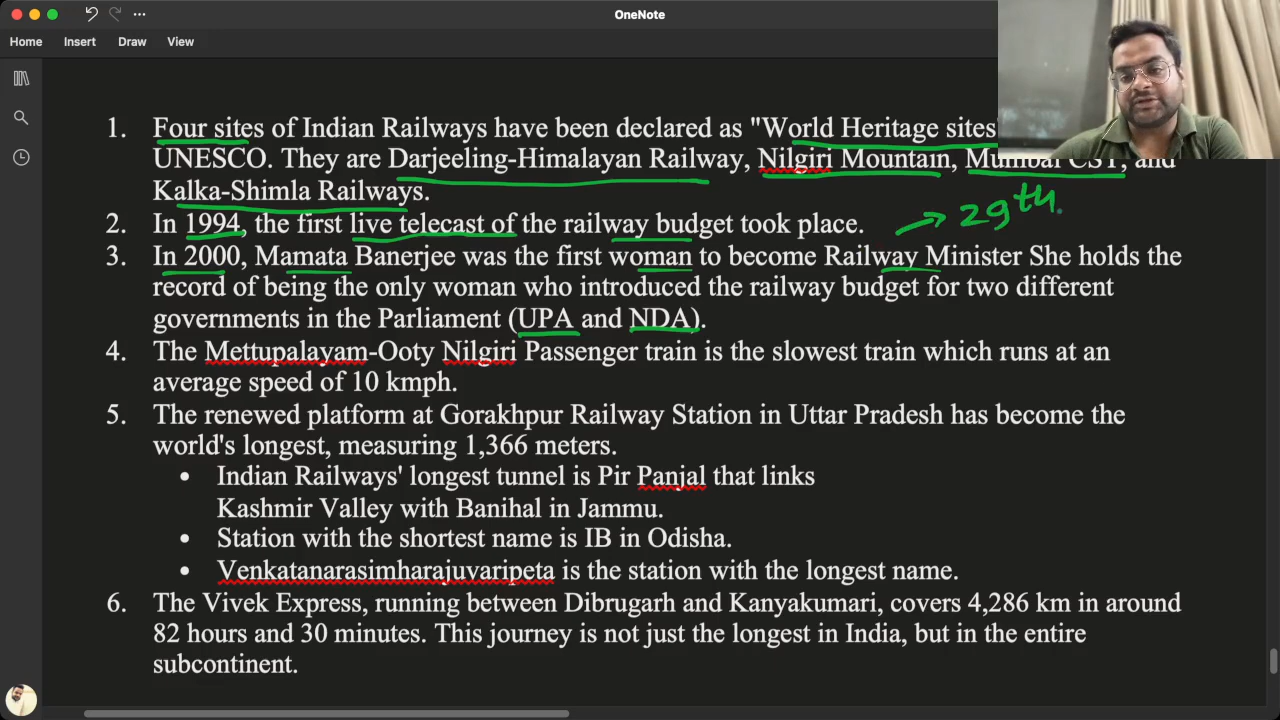 OneNote
Home Insert Draw View
1. Four sites of Indian Railways have been declared as "World Heritage sites"
UNESCO. They are Darjeeling-Himalayan Railway, Nilgiri Mountain, Mumbai CST, and
Kalka-Shimla Railways.
2. In 1994, the first live telecast of the railway budget took place.
→ 29th.
3. In 2000, Mamata Banerjee was the first woman to become Railway Minister She holds the
record of being the only woman who introduced the railway budget for two different
governments in the Parliament (UPA and NDA).
4. The Mettupalayam-Ooty Nilgiri Passenger train is the slowest train which runs at an
average speed of 10 kmph.
5. The renewed platform at Gorakhpur Railway Station in Uttar Pradesh has become the
world's longest, measuring 1,366 meters.
• Indian Railways' longest tunnel is Pir Panjal that links
Kashmir Valley with Banihal in Jammu.
• Station with the shortest name is IB in Odisha.
• Venkatanarasimharajuvaripeta is the station with the longest name.
6. The Vivek Express, running between Dibrugarh and Kanyakumari, covers 4,286 km in around
82 hours and 30 minutes. This journey is not just the longest in India, but in the entire
subcontinent.